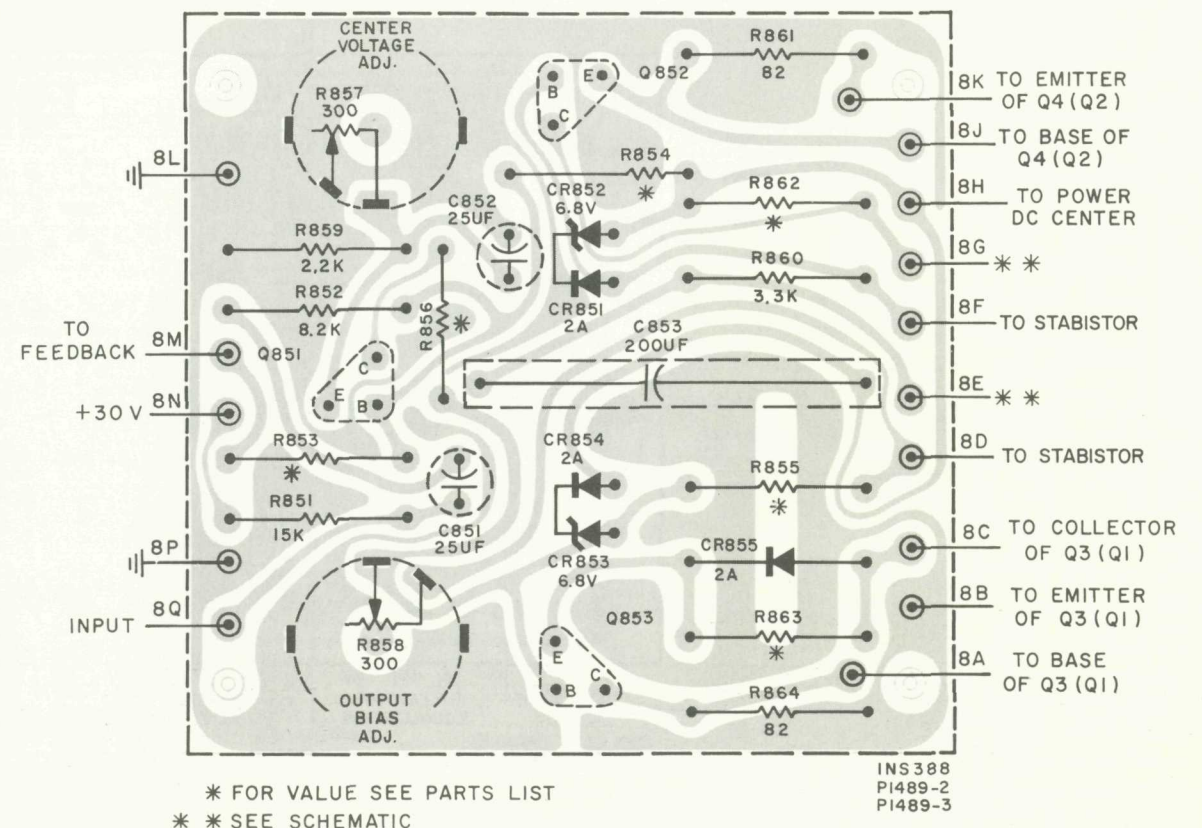 CENTER
VOLTAGE
ADJ.
R857
300
8L
R859
2.2K
R852
8.2K
TO
FEEDBACK
8M
Q851
C
E
B
+30V
8N
R853
*
R851
15K
8P
INPUT
8Q
R858
300
OUTPUT
BIAS
ADJ.
R856
*
C852
25UF
C851
25UF
B
E
C
Q852
R854
*
CR852
6.8V
CR851
2A
C853
200UF
CR854
2A
CR853
6.8V
Q853
E
B
C
R861
82
R862
*
R860
3.3K
R855
*
CR855
2A
R863
*
R864
82
8K TO EMITTER
OF Q4(Q2)
8J TO BASE OF
Q4(Q2)
8H TO POWER
DC CENTER
8G * *
8F TO STABISTOR
8E * *
8D TO STABISTOR
8C TO COLLECTOR
OF Q3(Q1)
8B TO EMITTER
OF Q3(Q1)
8A TO BASE
OF Q3(Q1)
INS388
P1489-2
P1489-3
* FOR VALUE SEE PARTS LIST
* * SEE SCHEMATIC